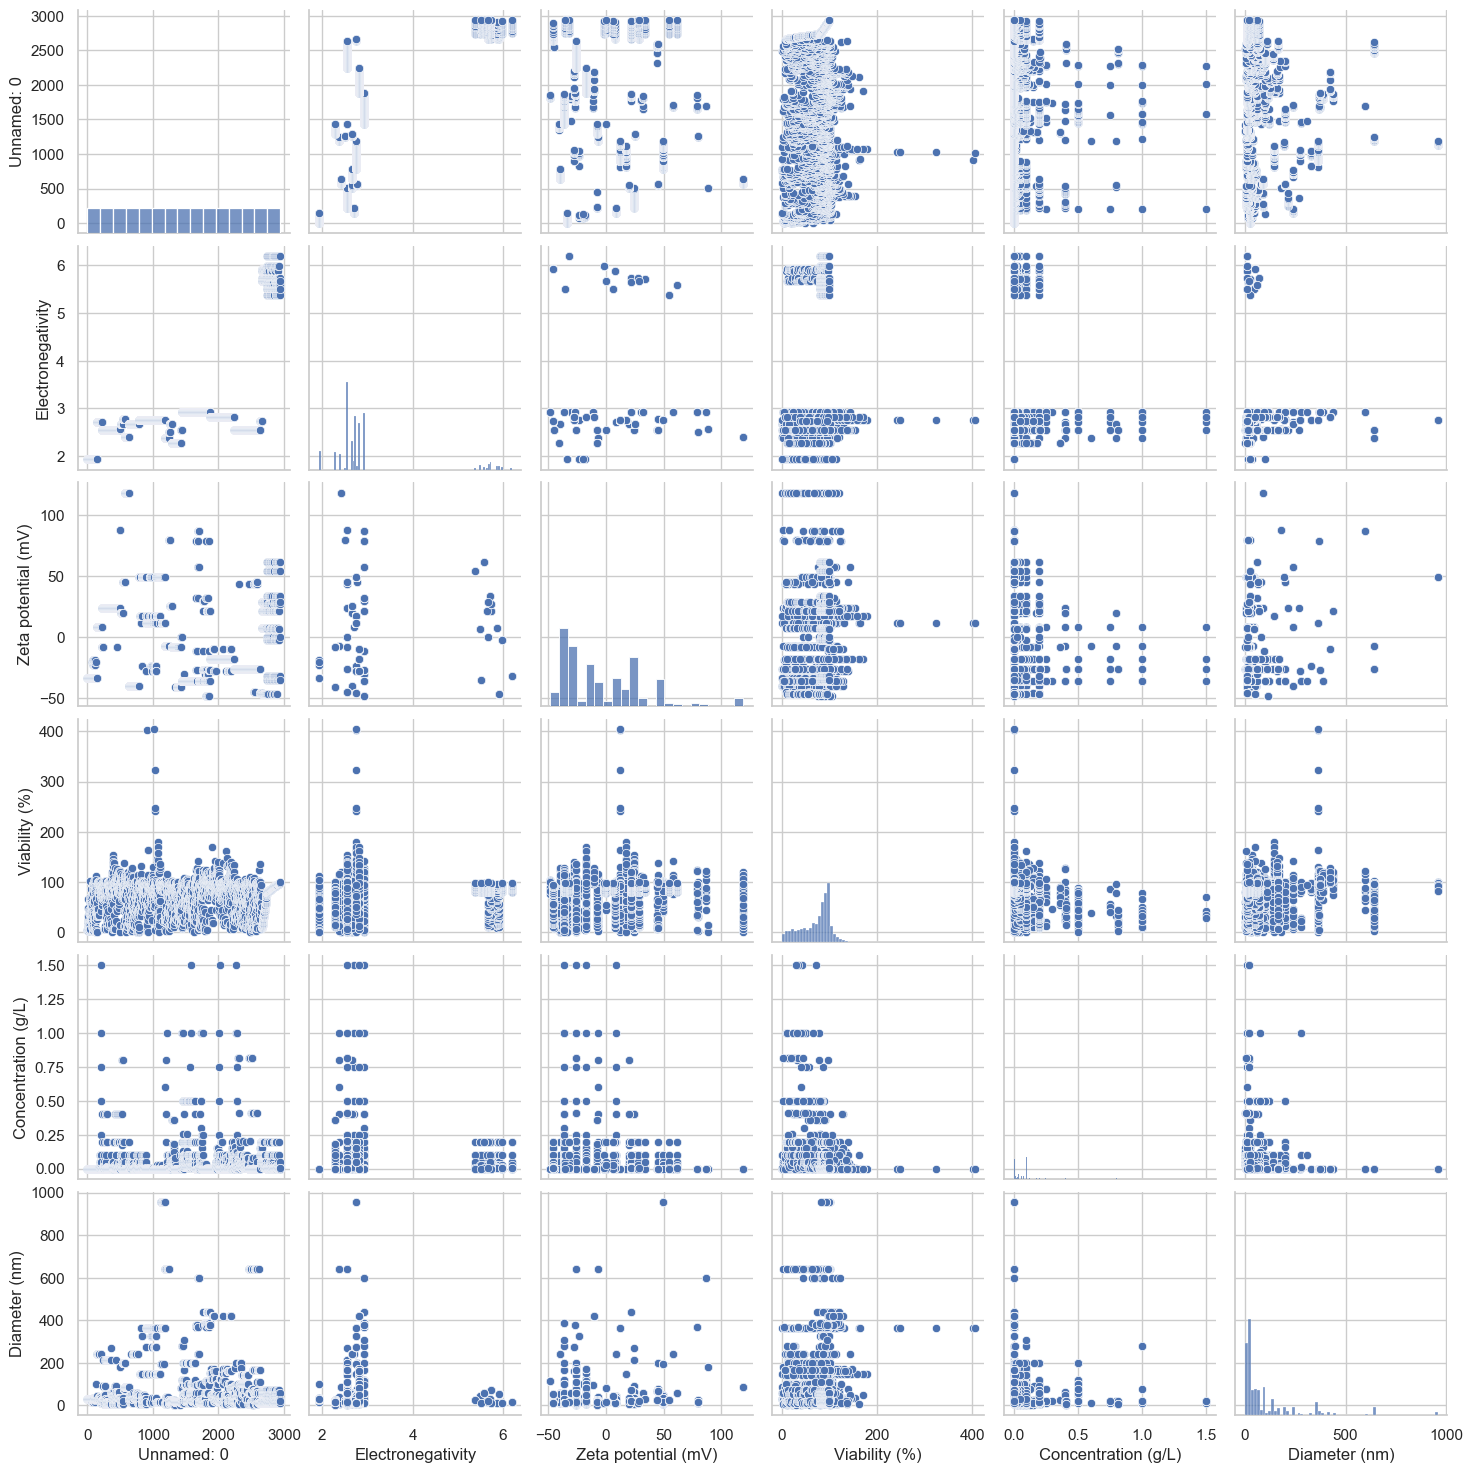 3000
2500
2000
1500
1000
500
0
Unnamed: 0
6
5
4
3
2
Electronegativity
100
50
0
−50
Zeta potential (mV)
400
300
200
100
0
Viability (%)
1.50
1.25
1.00
0.75
0.50
0.25
0.00
Concentration (g/L)
1000
800
600
400
200
0
Diameter (nm)
0 1000 2000 3000
2 4 6
−50 0 50 100
0 200 400
0.0 0.5 1.0 1.5
0 500 1000
Unnamed: 0
Electronegativity
Zeta potential (mV)
Viability (%)
Concentration (g/L)
Diameter (nm)